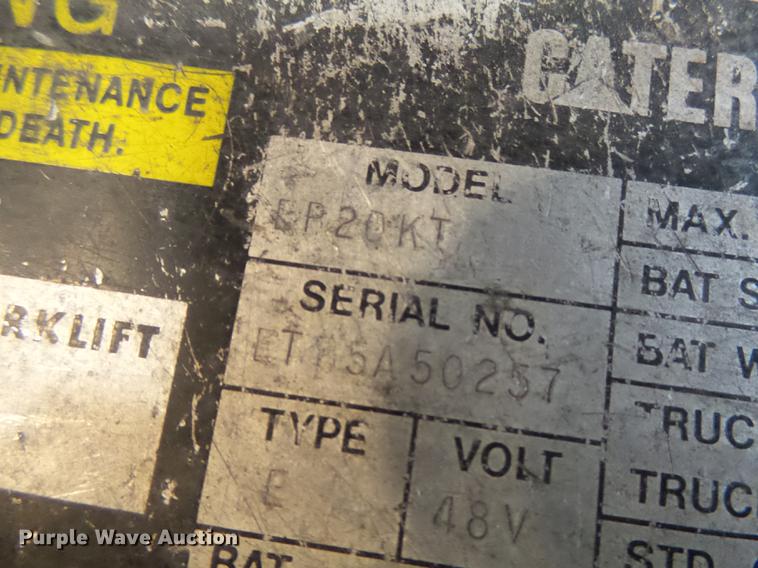 NG
CATER
NTENANCE
DEATH.
MODEL
EP20KT
MAX.
SERIAL NO.
BAT S
RKLIFT
BAT W
TYPE
VOLT
TRUC
E
48V
TRUC
BAT
STD
Purple Wave Auction